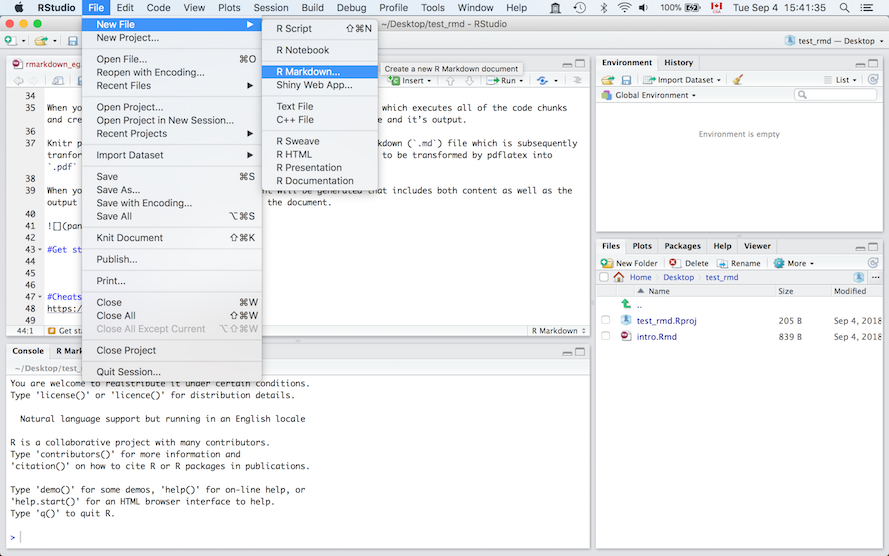 RStudio File Edit Code View Plots Session Build Debug Profile Tools Window Help 100% Tue Sep 4 15:41:35
~/Desktop/test_rmd - RStudio
test_rmd — Desktop
New File
New Project...
Open File... ⌘O
Reopen with Encoding...
Recent Files
Open Project...
Open Project in New Session...
Recent Projects
Import Dataset
Save ⌘S
Save As...
Save with Encoding...
Save All ⌥⌘S
Knit Document ⇧⌘K
Publish...
Print...
Close ⌘W
Close All ⇧⌘W
Close All Except Current ⌥⇧⌘W
Close Project
Quit Session...
R Script ⇧⌘N
R Notebook
R Markdown...
Shiny Web App...
Text File
C++ File
R Sweave
R HTML
R Presentation
R Documentation
Create a new R Markdown document
rmarkdown_eg
Insert Run
34
35 When yo which executes all of the code chunks
and cre e and it's output.
36
37 Knitr p rkdown (`.md`) file which is subsequently
tranfor to be transformed by pdflatex into
`.pdf`
38
39 When yo nt will be generated that includes both content as well as the
output the document.
40
41 ![](pan
42
43 #Get st
44
45
46
47 #Cheats
48 https:/
49
44:1 Get sta R Markdown
Console R Mar
~/Desktop/test_r
You are welcome to redistribute it under certain conditions.
Type 'license()' or 'licence()' for distribution details.
Natural language support but running in an English locale
R is a collaborative project with many contributors.
Type 'contributors()' for more information and
'citation()' on how to cite R or R packages in publications.
Type 'demo()' for some demos, 'help()' for on-line help, or
'help.start()' for an HTML browser interface to help.
Type 'q()' to quit R.
>
Environment History
Import Dataset List
Global Environment
Environment is empty
Files Plots Packages Help Viewer
New Folder Delete Rename More
Home Desktop test_rmd ...
Name Size Modified
..
test_rmd.Rproj 205 B Sep 4, 2018
intro.Rmd 839 B Sep 4, 2018